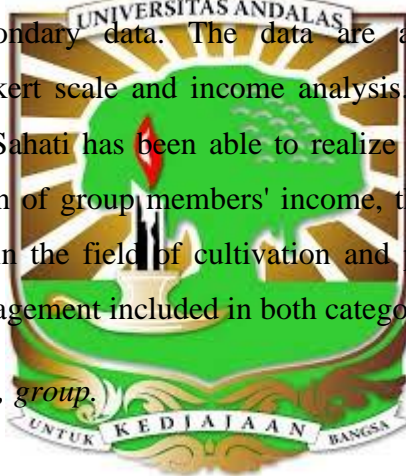 UNIVERSITAS ANDALAS
ondary data. The data are a
kert scale and income analysis.
Sahati has been able to realize
n of group members' income, t
in the field of cultivation and
agement included in both catego
, group.
UNTUK KEDJAJAAN BANGSA